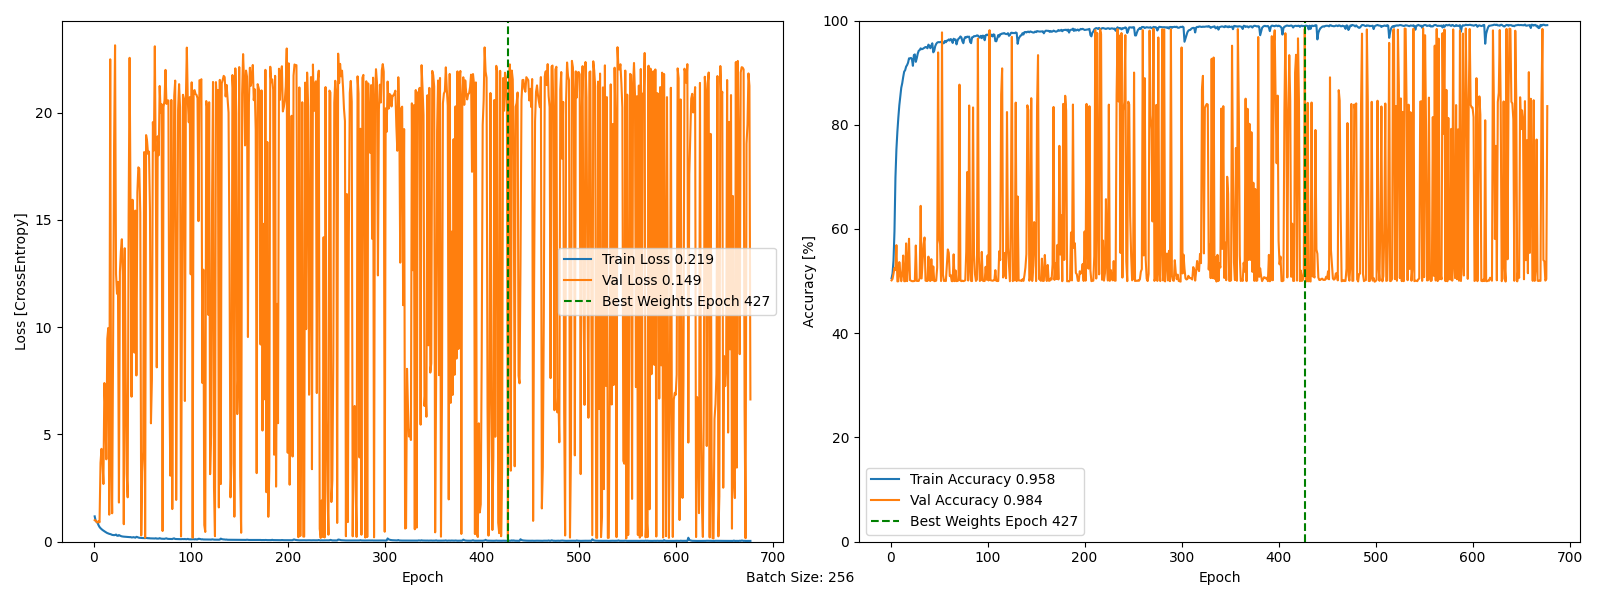 Loss [CrossEntropy]
20
15
10
5
0
0 100 200 300 400 500 600 700
Epoch
Train Loss 0.219
Val Loss 0.149
Best Weights Epoch 427
Batch Size: 256
Accuracy [%]
100
80
60
40
20
0
0 100 200 300 400 500 600 700
Epoch
Train Accuracy 0.958
Val Accuracy 0.984
Best Weights Epoch 427